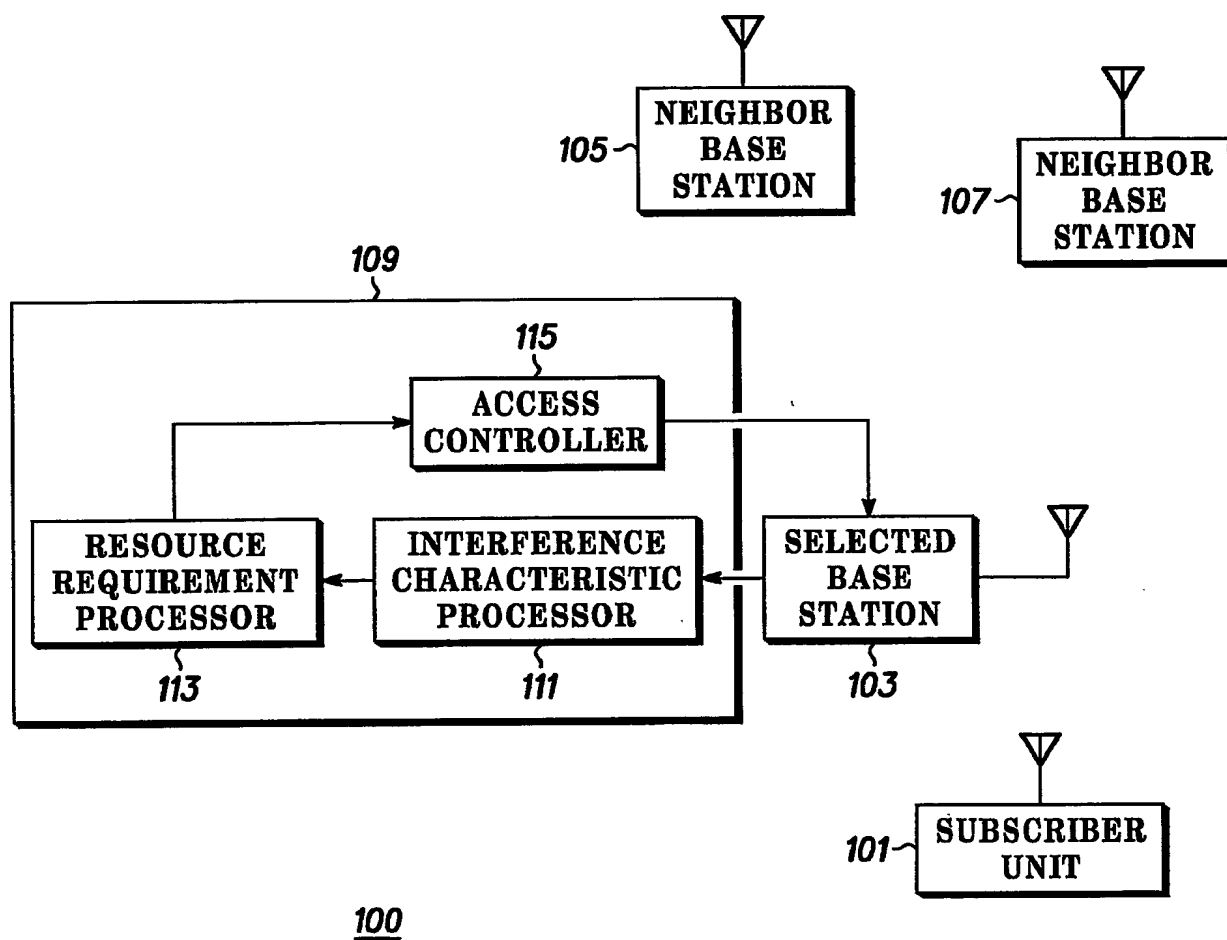 NEIGHBOR
BASE
STATION
105
NEIGHBOR
BASE
STATION
107
109
115
ACCESS
CONTROLLER
RESOURCE
REQUIREMENT
PROCESSOR
113
INTERFERENCE
CHARACTERISTIC
PROCESSOR
111
SELECTED
BASE
STATION
103
SUBSCRIBER
UNIT
101
100